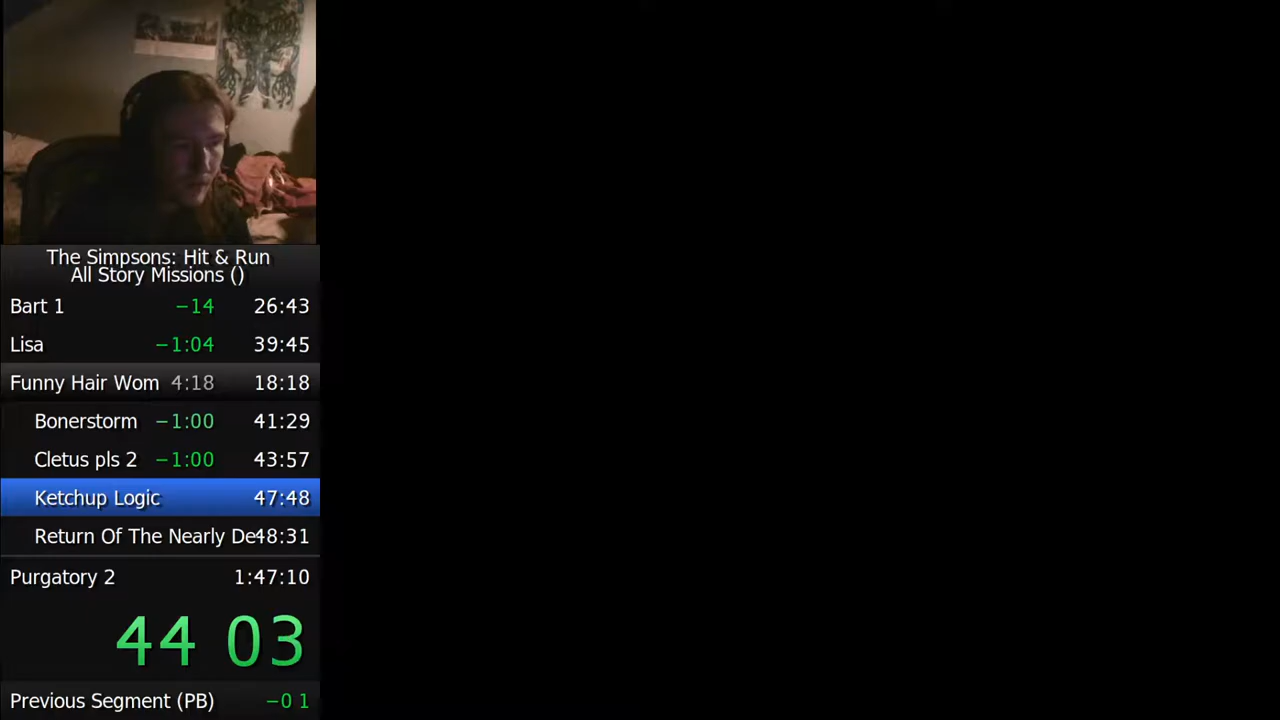 The Simpsons: Hit & Run
All Story Missions ()
Bart 1 −14 26:43
Lisa −1:04 39:45
Funny Hair Wom 4:18 18:18
Bonerstorm −1:00 41:29
Cletus pls 2 −1:00 43:57
Ketchup Logic 47:48
Return Of The Nearly De48:31
Purgatory 2 1:47:10
44 03
Previous Segment (PB) −0 1